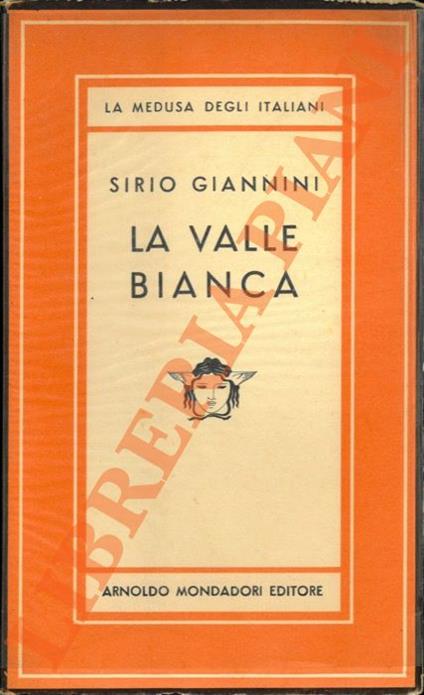 LA MEDUSA DEGLI ITALIANI
SIRIO GIANNINI
LA VALLE
BIANCA
ARNOLDO MONDADORI EDITORE
LIBRERIA PIANI